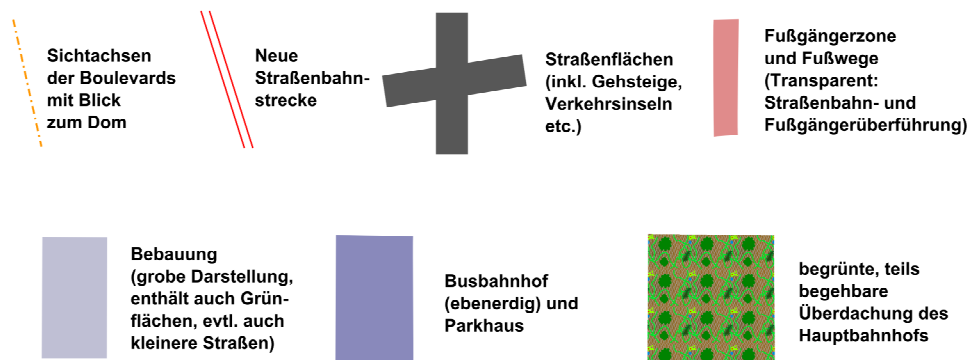 Sichtachsen
der Boulevards
mit Blick
zum Dom
Neue
Straßenbahn-
strecke
Straßenflächen
(inkl. Gehsteige,
Verkehrsinseln
etc.)
Fußgängerzone
und Fußwege
(Transparent:
Straßenbahn- und
Fußgängerüberführung)
Bebauung
(grobe Darstellung,
enthält auch Grün-
flächen, evtl. auch
kleinere Straßen)
Busbahnhof
(ebenerdig) und
Parkhaus
begrünte, teils
begehbare
Überdachung des
Hauptbahnhofs